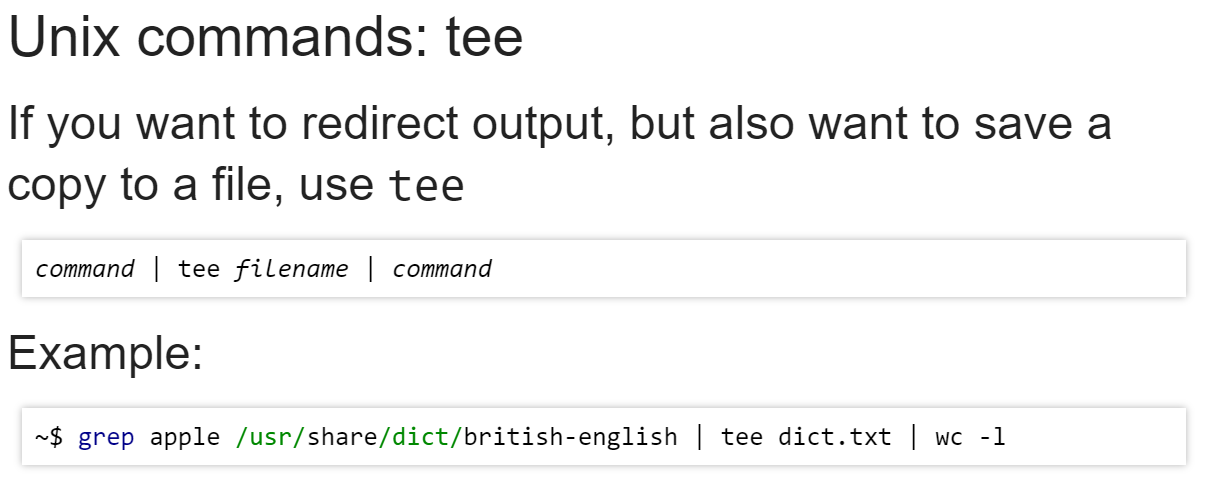 Unix commands: tee
If you want to redirect output, but also want to save a
copy to a file, use tee
command | tee filename | command
Example:
~$ grep apple /usr/share/dict/british-english | tee dict.txt | wc -l